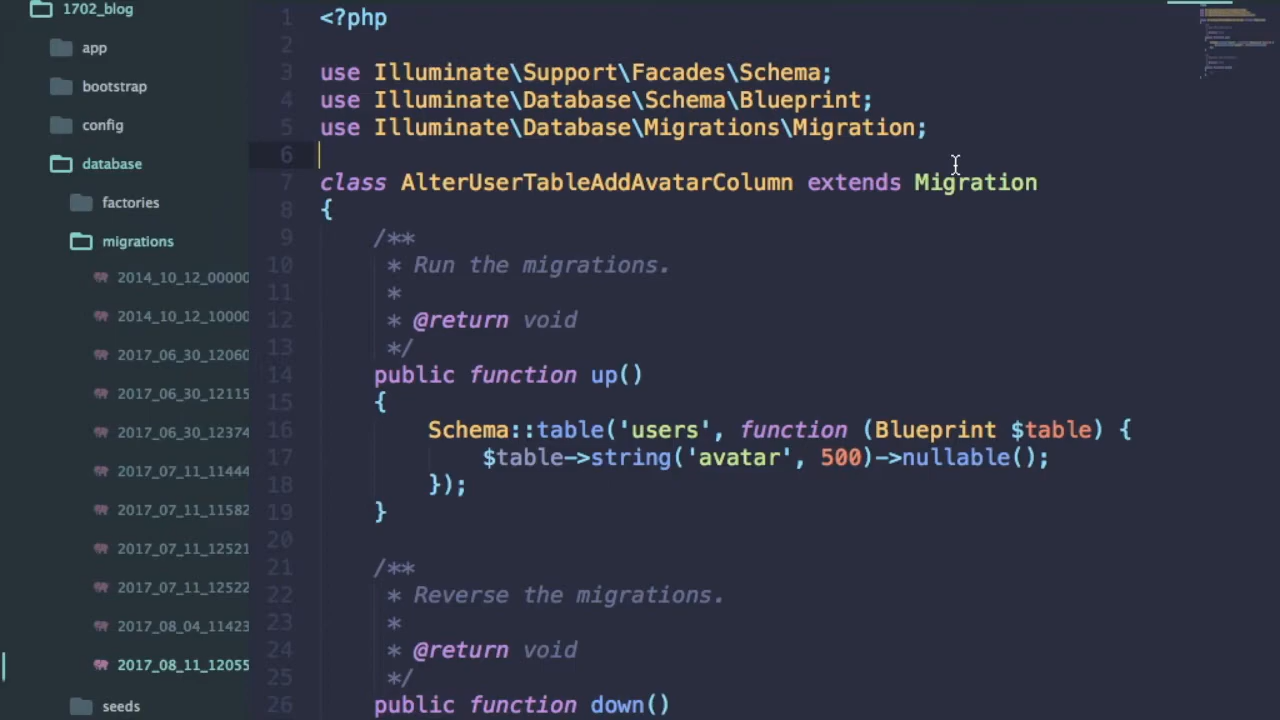 1702_blog
app
bootstrap
config
database
factories
migrations
2014_10_12_00000
2014_10_12_10000
2017_06_30_12060
2017_06_30_12115
2017_06_30_12374
2017_07_11_11444
2017_07_11_11582
2017_07_11_12521
2017_07_11_12522
2017_08_04_11423
2017_08_11_12055
seeds
1 <?php
2
3 use Illuminate\Support\Facades\Schema;
4 use Illuminate\Database\Schema\Blueprint;
5 use Illuminate\Database\Migrations\Migration;
6
7 class AlterUserTableAddAvatarColumn extends Migration
8 {
9 /**
10 * Run the migrations.
11 *
12 * @return void
13 */
14 public function up()
15 {
16 Schema::table('users', function (Blueprint $table) {
17 $table->string('avatar', 500)->nullable();
18 });
19 }
20
21 /**
22 * Reverse the migrations.
23 *
24 * @return void
25 */
26 public function down()